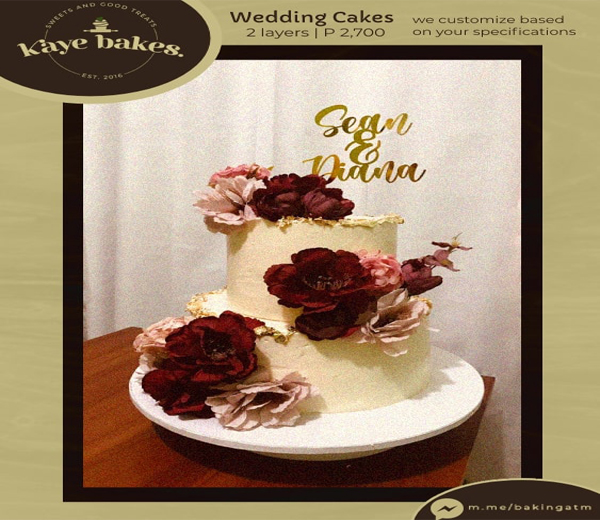 SWEETS AND GOOD TREATS
kaye bakes.
EST. 2016
Wedding Cakes
2 layers | P 2,700
we customize based
on your specifications
Sean
&
Diana
m.me/bakingatm